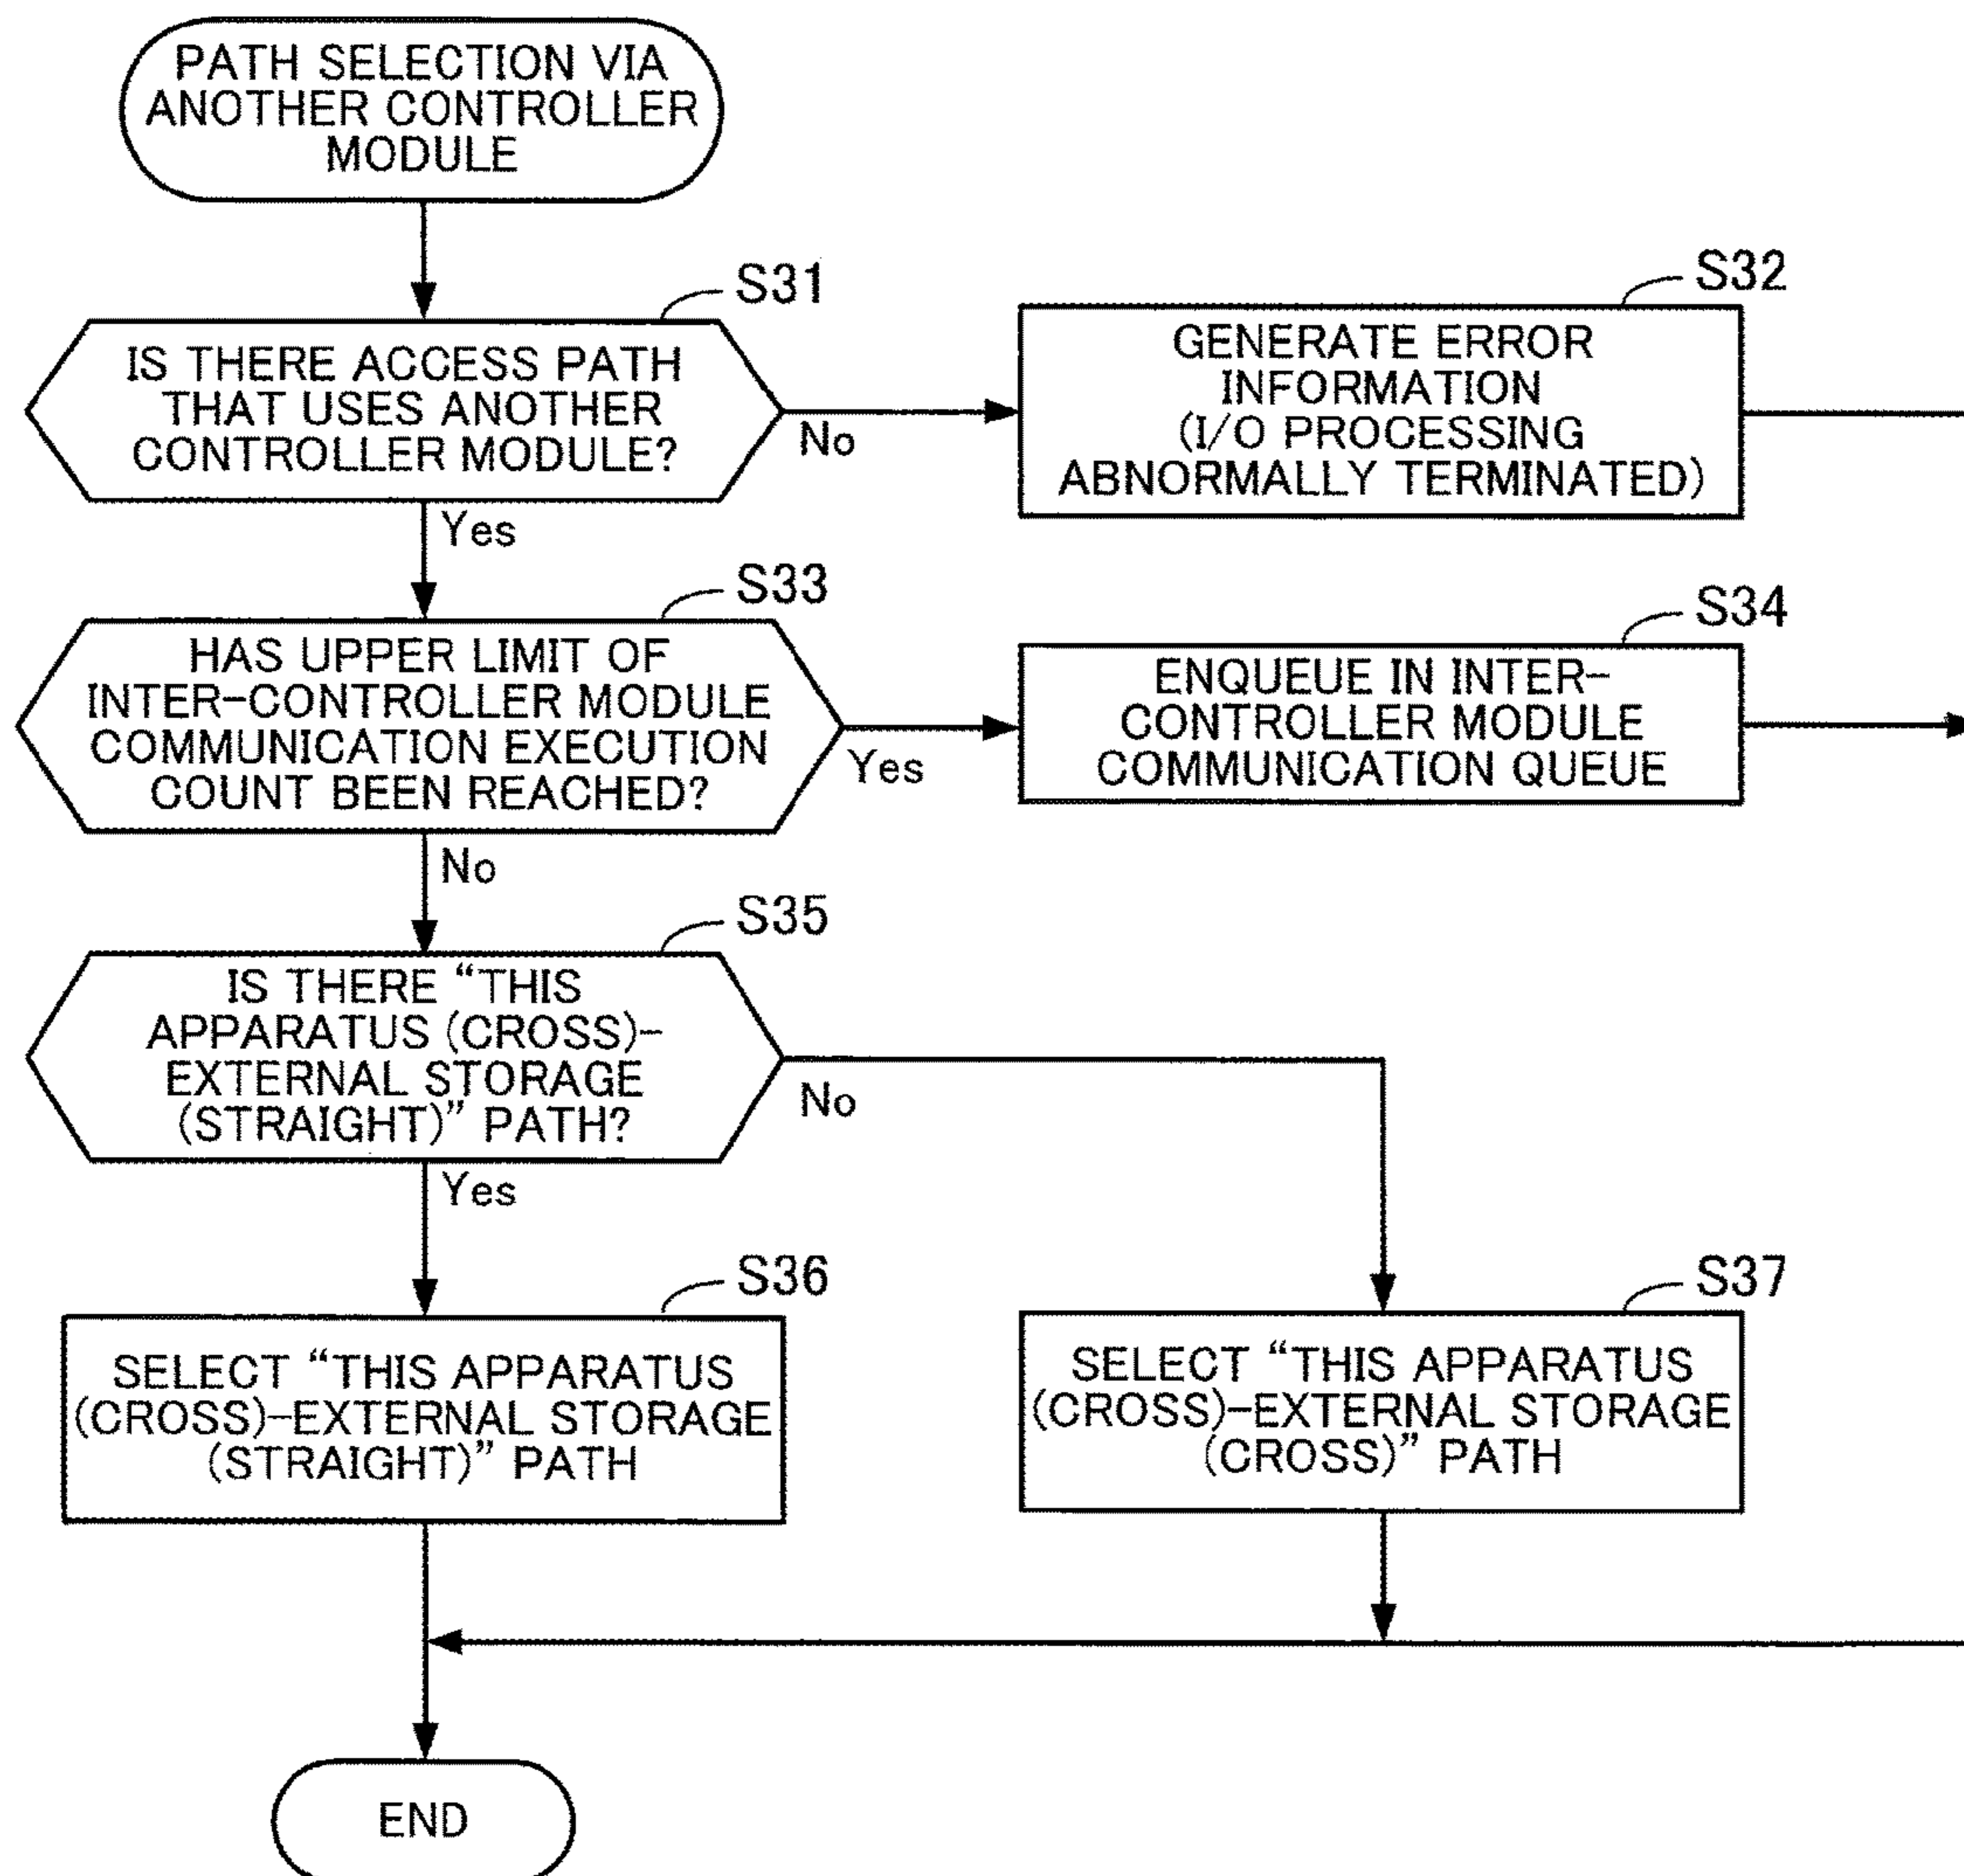 PATH SELECTION VIA
ANOTHER CONTROLLER
MODULE
S31
IS THERE ACCESS PATH
THAT USES ANOTHER
CONTROLLER MODULE?
No
Yes
S32
GENERATE ERROR
INFORMATION
(I/O PROCESSING
ABNORMALLY TERMINATED)
S33
HAS UPPER LIMIT OF
INTER-CONTROLLER MODULE
COMMUNICATION EXECUTION
COUNT BEEN REACHED?
Yes
No
S34
ENQUEUE IN INTER-
CONTROLLER MODULE
COMMUNICATION QUEUE
S35
IS THERE “THIS
APPARATUS (CROSS)-
EXTERNAL STORAGE
(STRAIGHT)” PATH?
No
Yes
S36
SELECT “THIS APPARATUS
(CROSS)-EXTERNAL STORAGE
(STRAIGHT)” PATH
S37
SELECT “THIS APPARATUS
(CROSS)-EXTERNAL STORAGE
(CROSS)” PATH
END